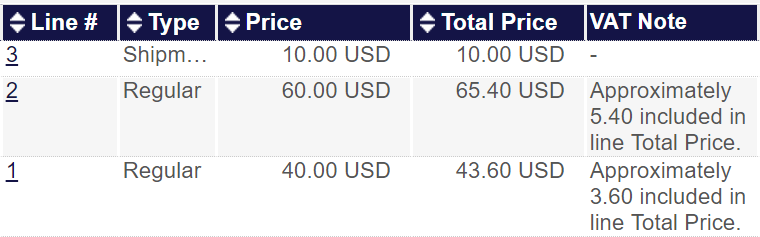 Line # Type Price Total Price VAT Note
3 Shipm... 10.00 USD 10.00 USD -
2 Regular 60.00 USD 65.40 USD Approximately
5.40 included in
line Total Price.
1 Regular 40.00 USD 43.60 USD Approximately
3.60 included in
line Total Price.